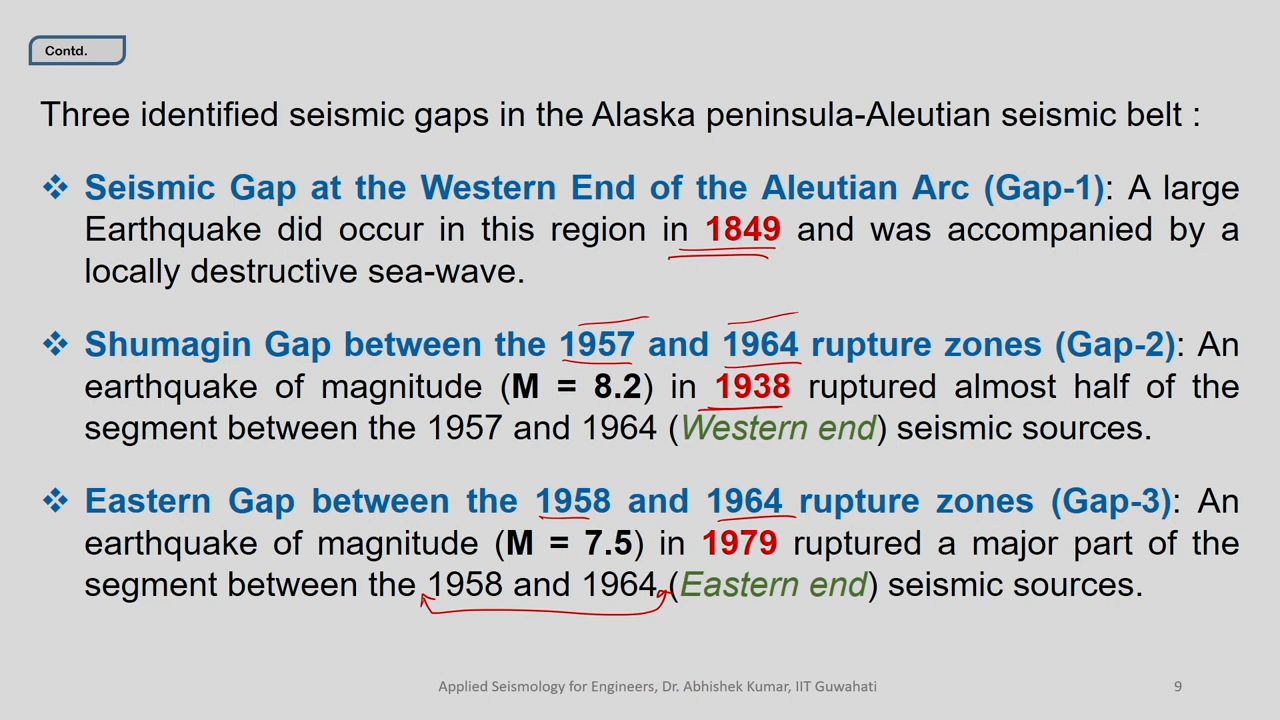 Contd.
Three identified seismic gaps in the Alaska peninsula-Aleutian seismic belt :
❖ Seismic Gap at the Western End of the Aleutian Arc (Gap-1): A large
Earthquake did occur in this region in 1849 and was accompanied by a
locally destructive sea-wave.
❖ Shumagin Gap between the 1957 and 1964 rupture zones (Gap-2): An
earthquake of magnitude (M = 8.2) in 1938 ruptured almost half of the
segment between the 1957 and 1964 (Western end) seismic sources.
❖ Eastern Gap between the 1958 and 1964 rupture zones (Gap-3): An
earthquake of magnitude (M = 7.5) in 1979 ruptured a major part of the
segment between the 1958 and 1964 (Eastern end) seismic sources.
Applied Seismology for Engineers, Dr. Abhishek Kumar, IIT Guwahati
9